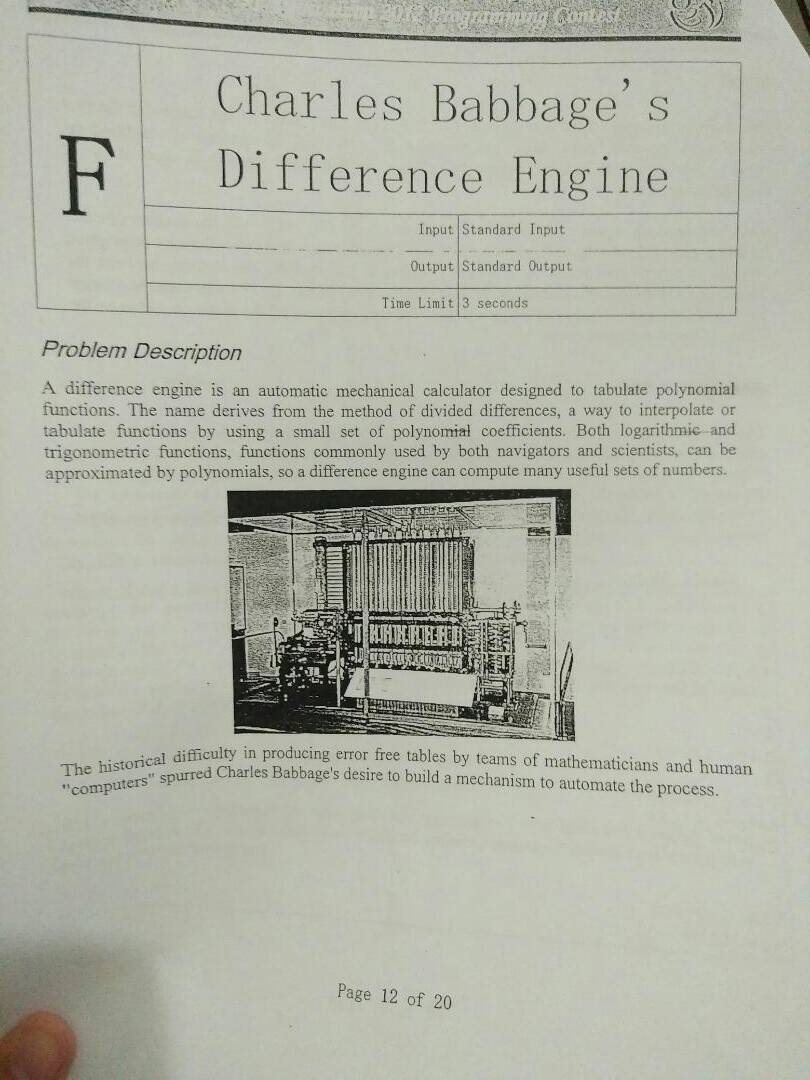 Programming Contest
F
Charles Babbage's
Difference Engine
Input Standard Input
Output Standard Output
Time Limit 3 seconds
Problem Description
A difference engine is an automatic mechanical calculator designed to tabulate polynomial
functions. The name derives from the method of divided differences, a way to interpolate or
tabulate functions by using a small set of polynomial coefficients. Both logarithmic and
trigonometric functions, functions commonly used by both navigators and scientists, can be
approximated by polynomials, so a difference engine can compute many useful sets of numbers.
The historical difficulty in producing error free tables by teams of mathematicians and human
"computers" spurred Charles Babbage's desire to build a mechanism to automate the process.
Page 12 of 20